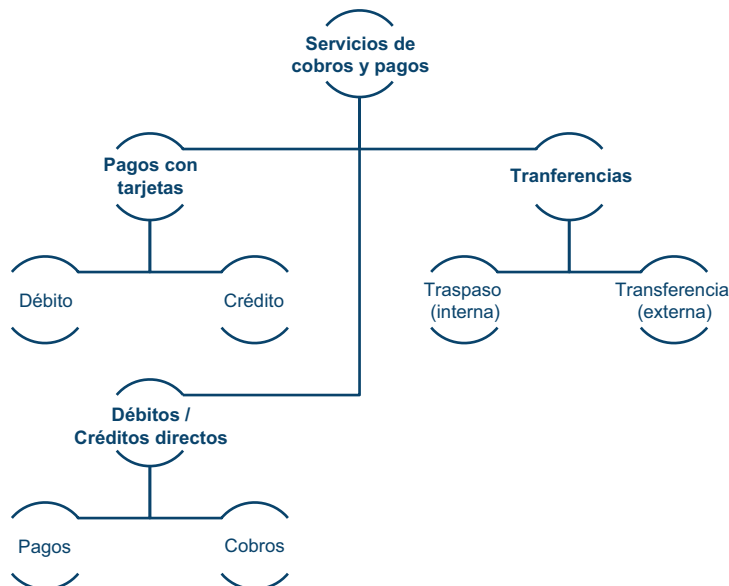 Servicios de
cobros y pagos
Pagos con
tarjetas
Tranferencias
Débito
Crédito
Traspaso
(interna)
Transferencia
(externa)
Débitos /
Créditos directos
Pagos
Cobros